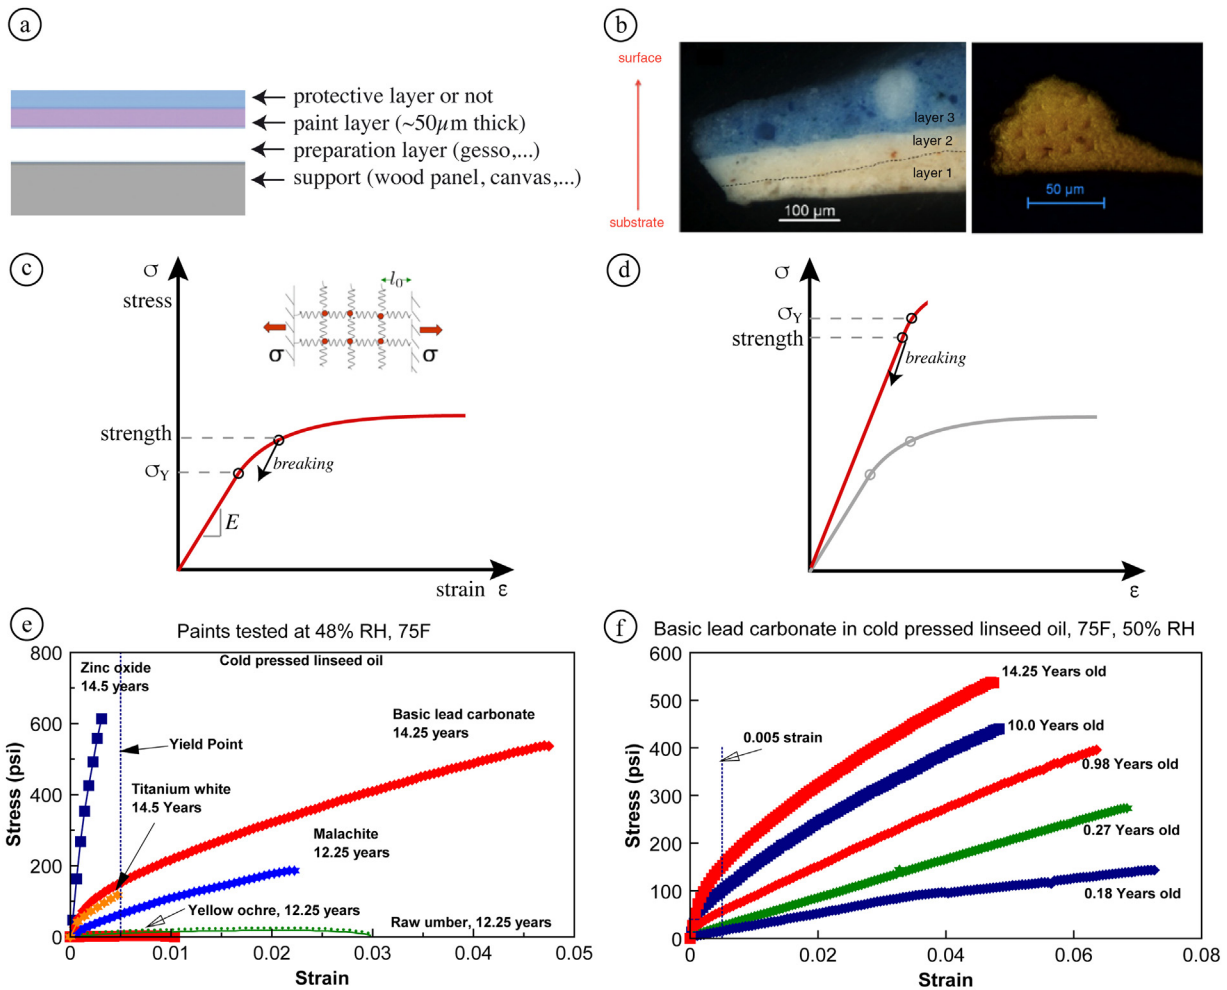 a
protective layer or not
paint layer (~50μm thick)
preparation layer (gesso,...)
support (wood panel, canvas,...)
b
surface
substrate
layer 3
layer 2
layer 1
100 μm
50 μm
c
σ
stress
l0
σ
σ
strength
σY
breaking
E
strain ε
d
σ
σY
strength
breaking
ε
e
Paints tested at 48% RH, 75F
Cold pressed linseed oil
Zinc oxide
14.5 years
Yield Point
Basic lead carbonate
14.25 years
Titanium white
14.5 Years
Malachite
12.25 years
Yellow ochre, 12.25 years
Raw umber, 12.25 years
800
600
400
200
0
Stress (psi)
0
0.01
0.02
0.03
0.04
0.05
Strain
f
Basic lead carbonate in cold pressed linseed oil, 75F, 50% RH
14.25 Years old
10.0 Years old
0.005 strain
0.98 Years old
0.27 Years old
0.18 Years old
600
500
400
300
200
100
0
Stress (psi)
0
0.02
0.04
0.06
0.08
Strain